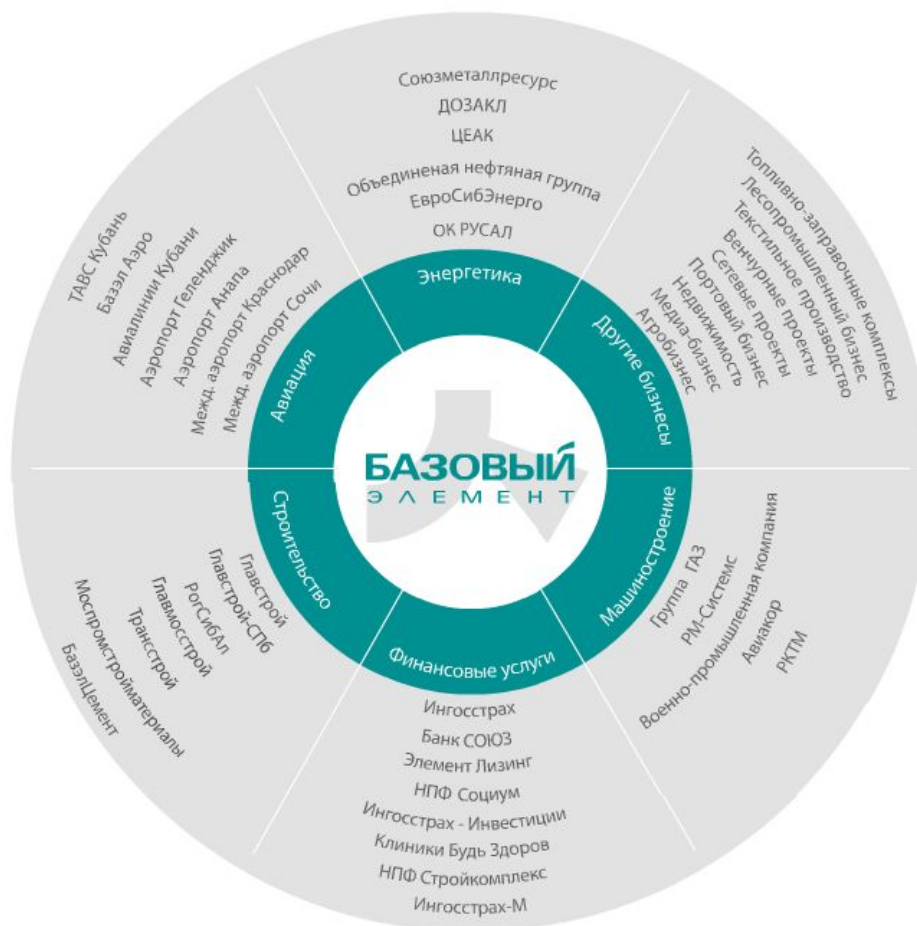 Союзметаллресурс
ДОЗАКЛ
ЦЕАК
Объединеная нефтяная группа
ЕвроСибЭнерго
ОК РУСАЛ
Энергетика
Топливно-заправочные комплексы
Лесопромышленный бизнес
Текстильное производство
Венчурные проекты
Сетевые проекты
Портовый бизнес
Недвижимость
Медиа-бизнес
Агробизнес
Другие бизнесы
ТАВС Кубань
Базэл Аэро
Авиалинии Кубани
Аэропорт Геленджик
Аэропорт Анапа
Межд. аэропорт Краснодар
Межд. аэропорт Сочи
Авиация
БАЗОВЫЙ
ЭЛЕМЕНТ
Строительство
Главстрой
Главстрой-СПб
РогСибАл
Главмосстрой
Трансстрой
Моспромстройматериалы
БазэлЦемент
Машиностроение
Группа ГАЗ
РМ-Системс
Военно-промышленная компания
Авиакор
РКТМ
Финансовые услуги
Ингосстрах
Банк СОЮЗ
Элемент Лизинг
НПФ Социум
Ингосстрах - Инвестиции
Клиники Будь Здоров
НПФ Стройкомплекс
Ингосстрах-М